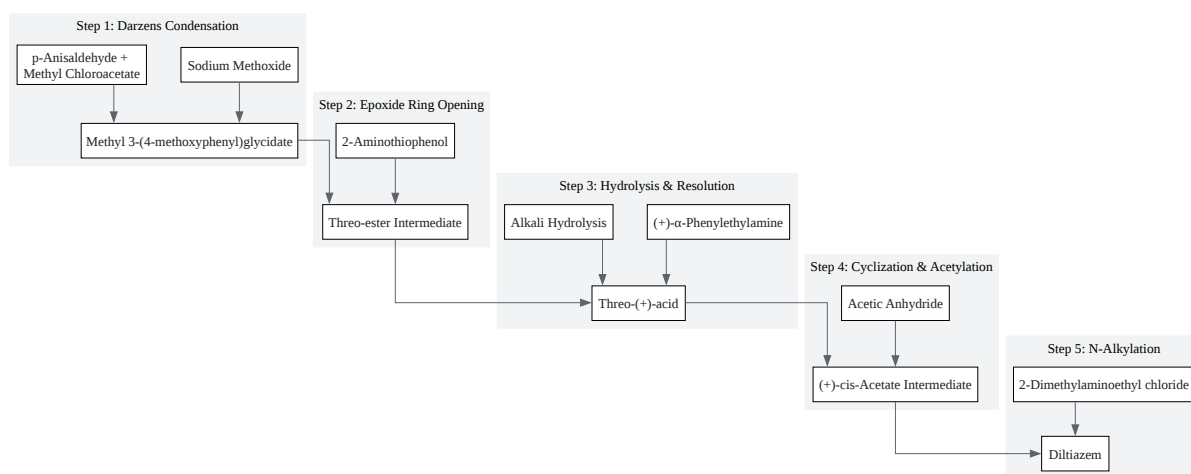 Step 1: Darzens Condensation
p-Anisaldehyde +
Methyl Chloroacetate
Sodium Methoxide
Methyl 3-(4-methoxyphenyl)glycidate
Step 2: Epoxide Ring Opening
2-Aminothiophenol
Threo-ester Intermediate
Step 3: Hydrolysis & Resolution
Alkali Hydrolysis
(+)-α-Phenylethylamine
Threo-(+)-acid
Step 4: Cyclization & Acetylation
Acetic Anhydride
(+)-cis-Acetate Intermediate
Step 5: N-Alkylation
2-Dimethylaminoethyl chloride
Diltiazem